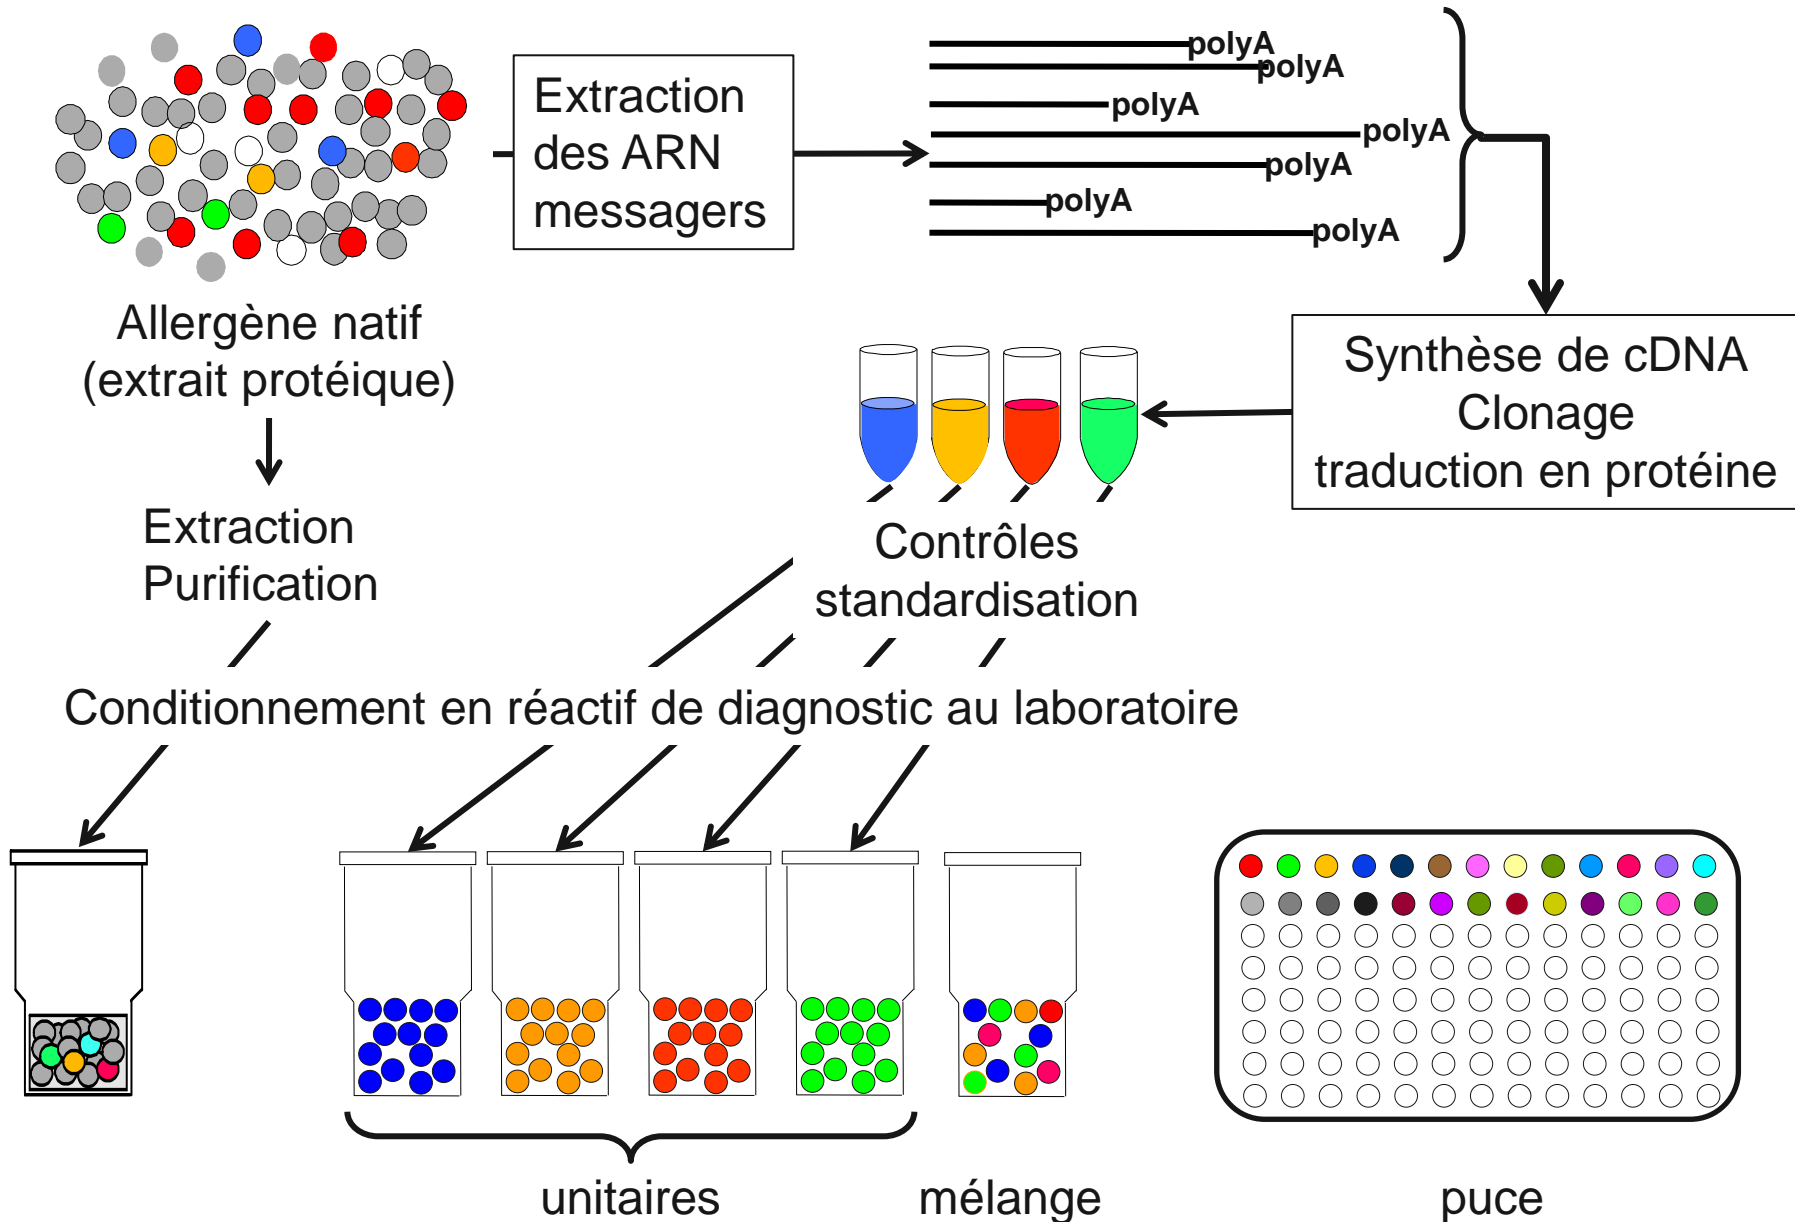 Extraction
des ARN
messagers
polyA
polyA
polyA
polyA
polyA
polyA
polyA
Allergène natif
(extrait protéique)
Synthèse de cDNA
Clonage
traduction en protéine
Extraction
Purification
Contrôles
standardisation
Conditionnement en réactif de diagnostic au laboratoire
unitaires
mélange
puce